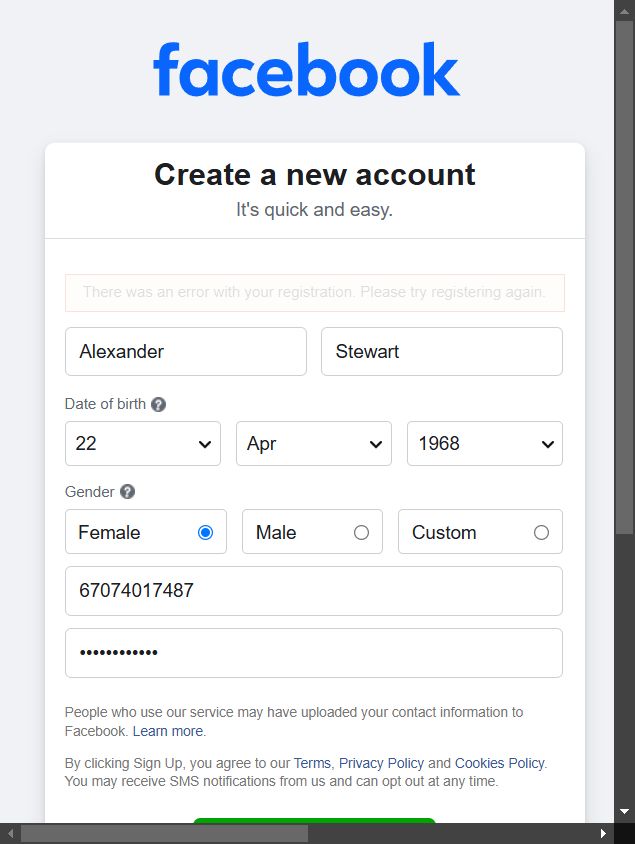 facebook
Create a new account
It's quick and easy.
There was an error with your registration. Please try registering again.
Alexander Stewart
Date of birth ?
22 Apr 1968
Gender ?
Female Male Custom
67074017487
••••••••••••
People who use our service may have uploaded your contact information to
Facebook. Learn more.
By clicking Sign Up, you agree to our Terms, Privacy Policy and Cookies Policy.
You may receive SMS notifications from us and can opt out at any time.